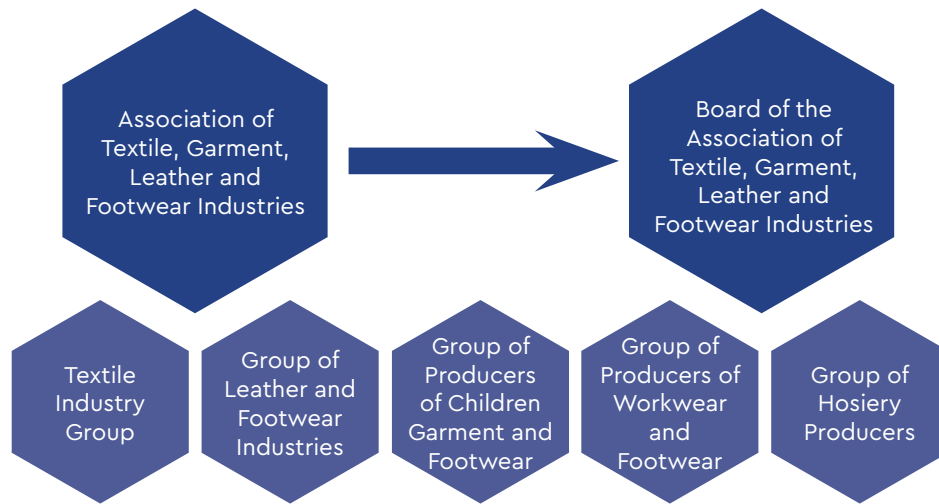 Association of
Textile, Garment,
Leather and
Footwear Industries
Board of the
Association of
Textile, Garment,
Leather and
Footwear Industries
Textile
Industry
Group
Group of
Leather and
Footwear
Industries
Group of
Producers
of Children
Garment and
Footwear
Group of
Producers of
Workwear
and
Footwear
Group of
Hosiery
Producers